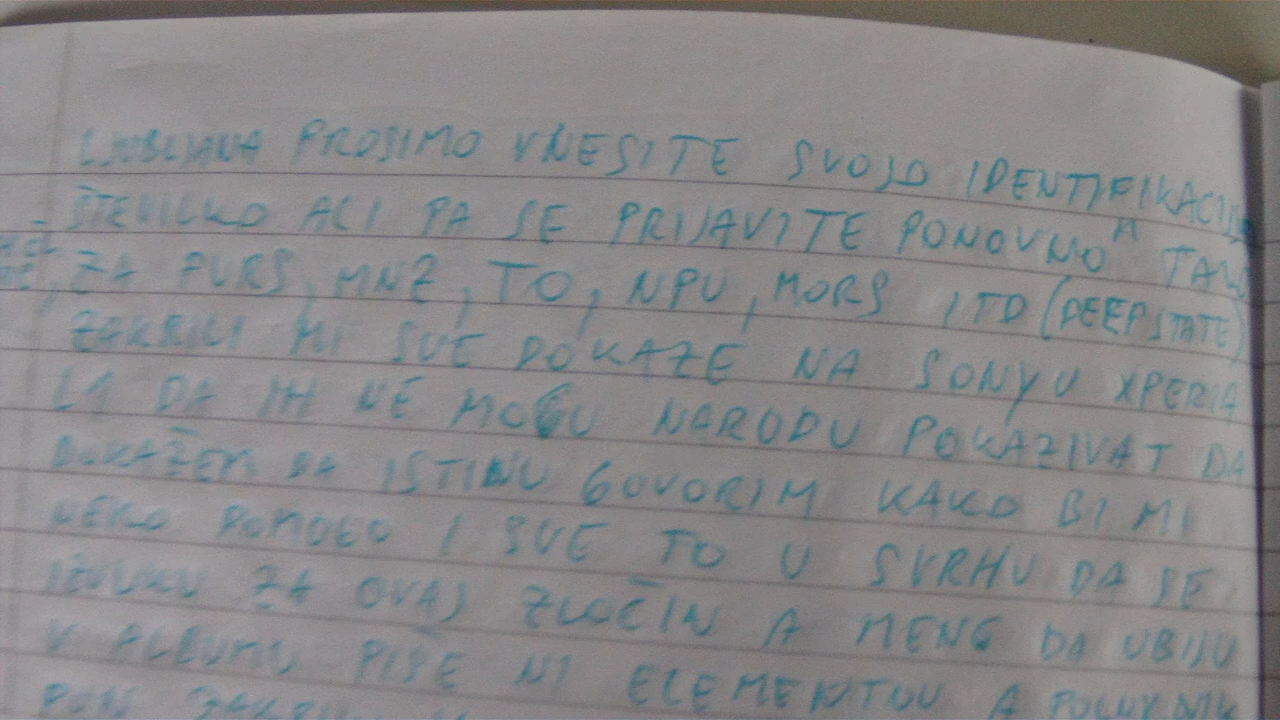 LJUBLJANA PROSIMO VNESITE SVOJO IDENTIFIKACIJSKO
ŠTEVILKO ALI PA SE PRIJAVITE PONOVNO" TAKO
ZA FURS, MNZ, TO, NPU, MORS ITD (DEEPSTATE)
ZAKRILI MI SVE DOKAZE NA SONYU XPERIA
L1 DA IH NE MOGU NARODU POKAZIVAT DA
DOKAŽEM DA ISTINU GOVORIM KAKO BI MI
NEKO POMOGO I SVE TO U SVRHU DA SE
IZVUKU ZA OVAJ ZLOČIN A MENE DA UBIJU
V ALBUMU PIŠE NI ELEMENTOV A